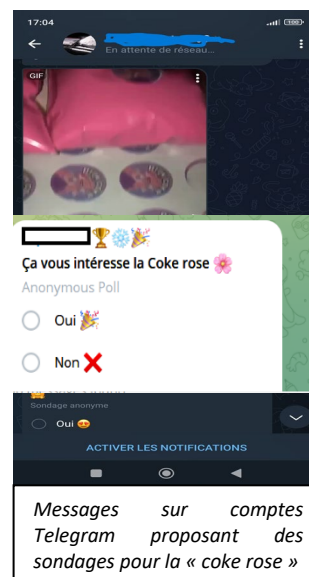 17:04
En attente de réseau...
GIF
Ça vous intéresse la Coke rose 🌸
Anonymous Poll
Oui 🎉
Non ❌
Sondage anonyme
Oui 😍
ACTIVER LES NOTIFICATIONS
Messages sur comptes
Telegram proposant des
sondages pour la « coke rose »